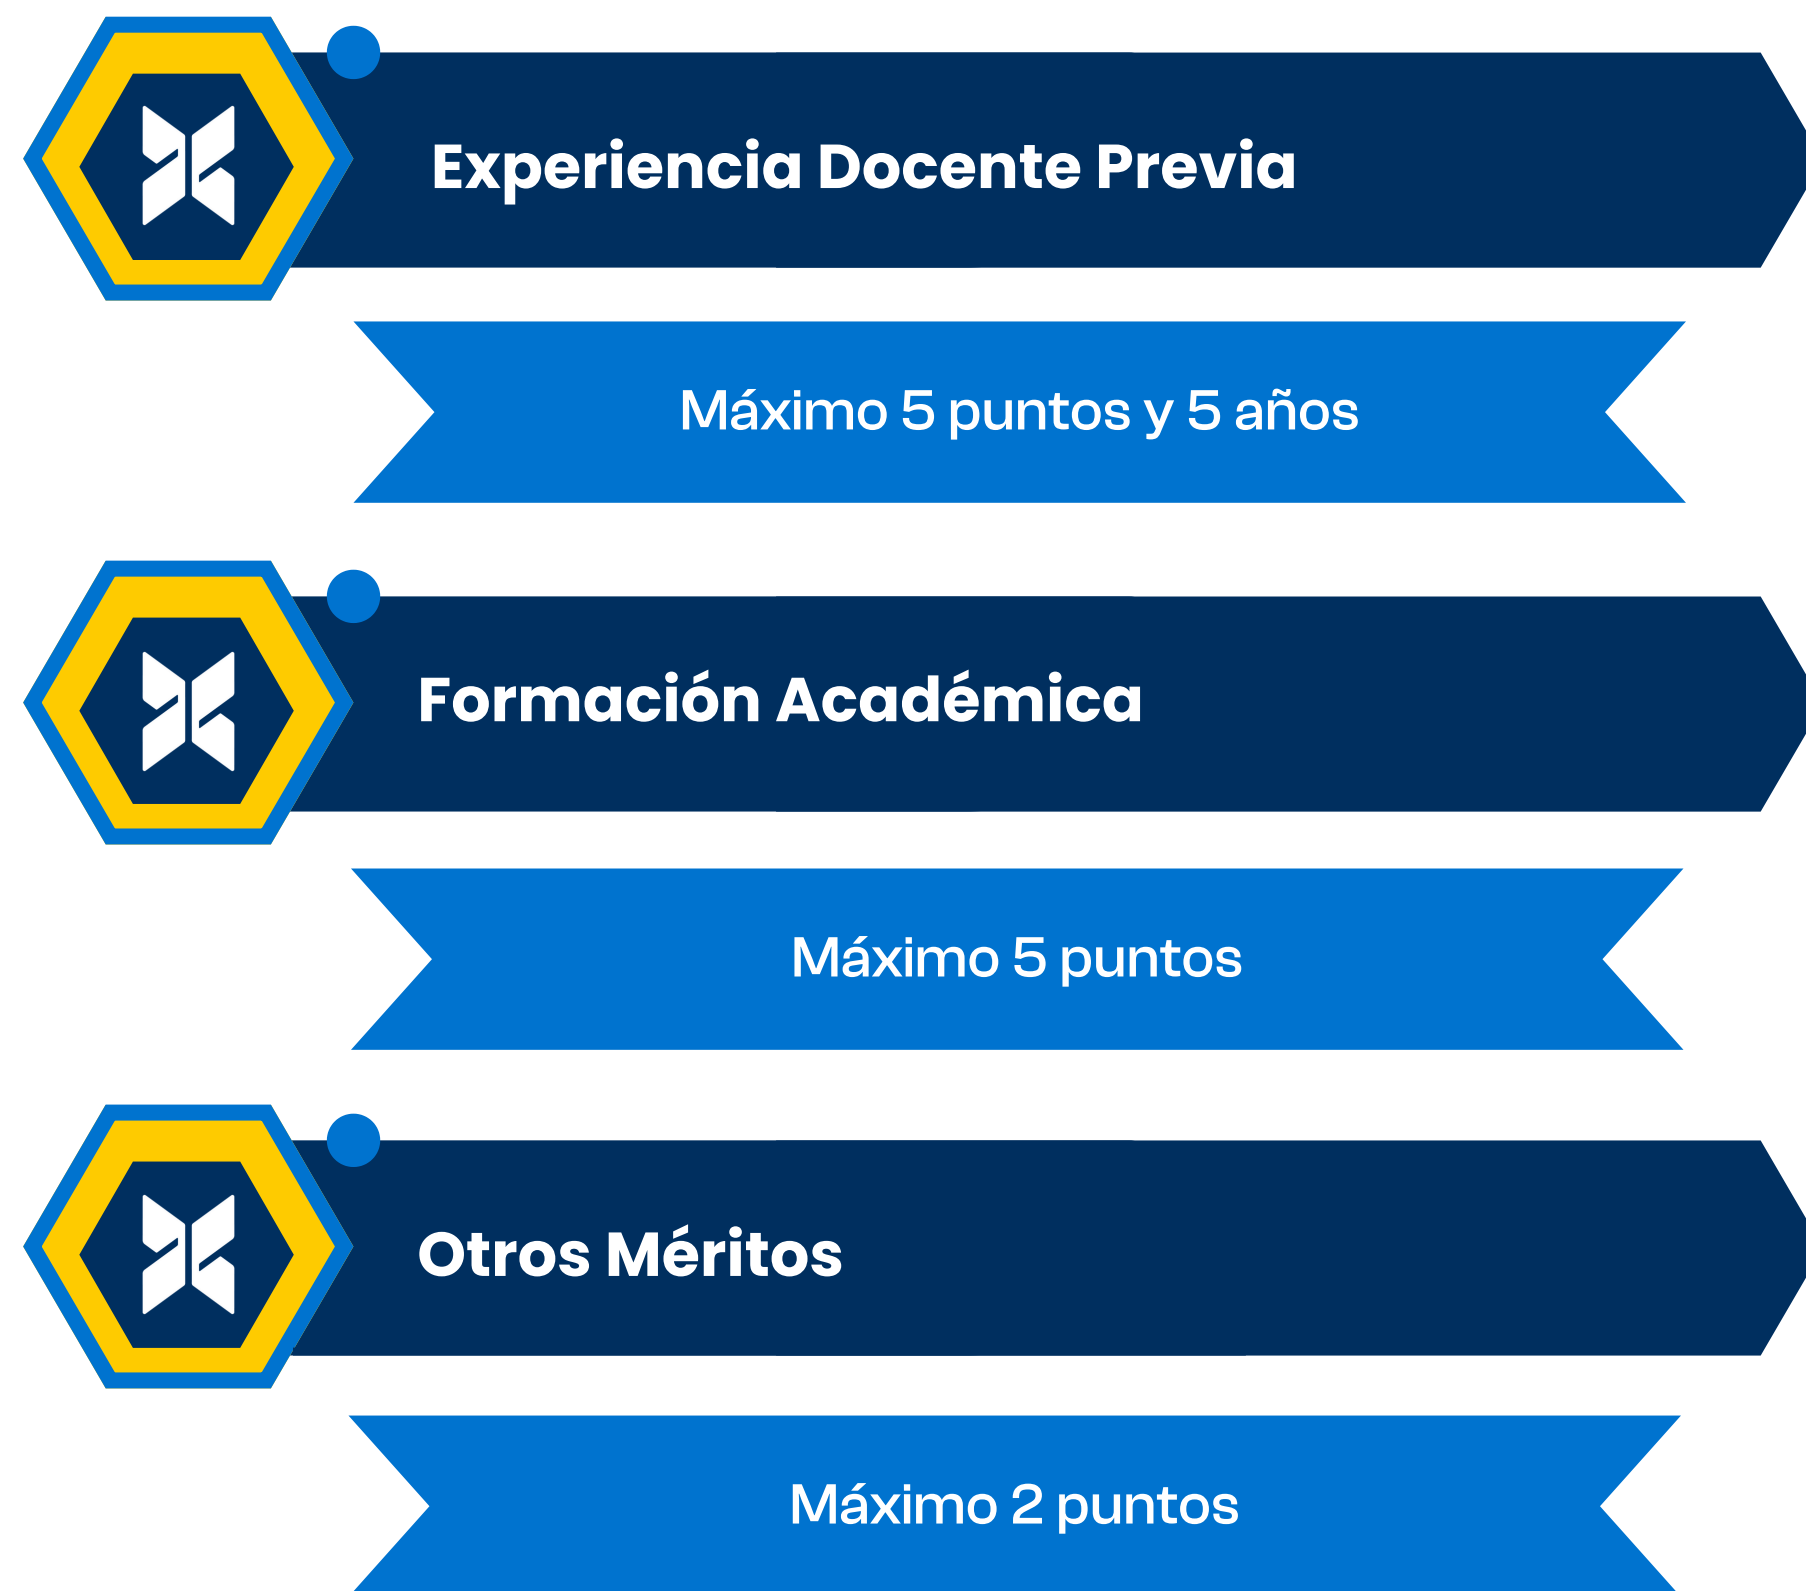 Experiencia Docente Previa
Máximo 5 puntos y 5 años
Formación Académica
Máximo 5 puntos
Otros Méritos
Máximo 2 puntos